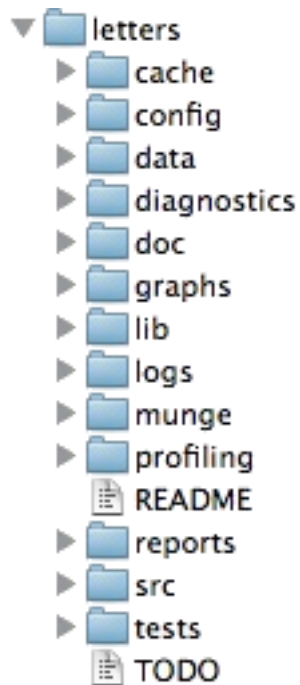 letters
cache
config
data
diagnostics
doc
graphs
lib
logs
munge
profiling
README
reports
src
tests
TODO